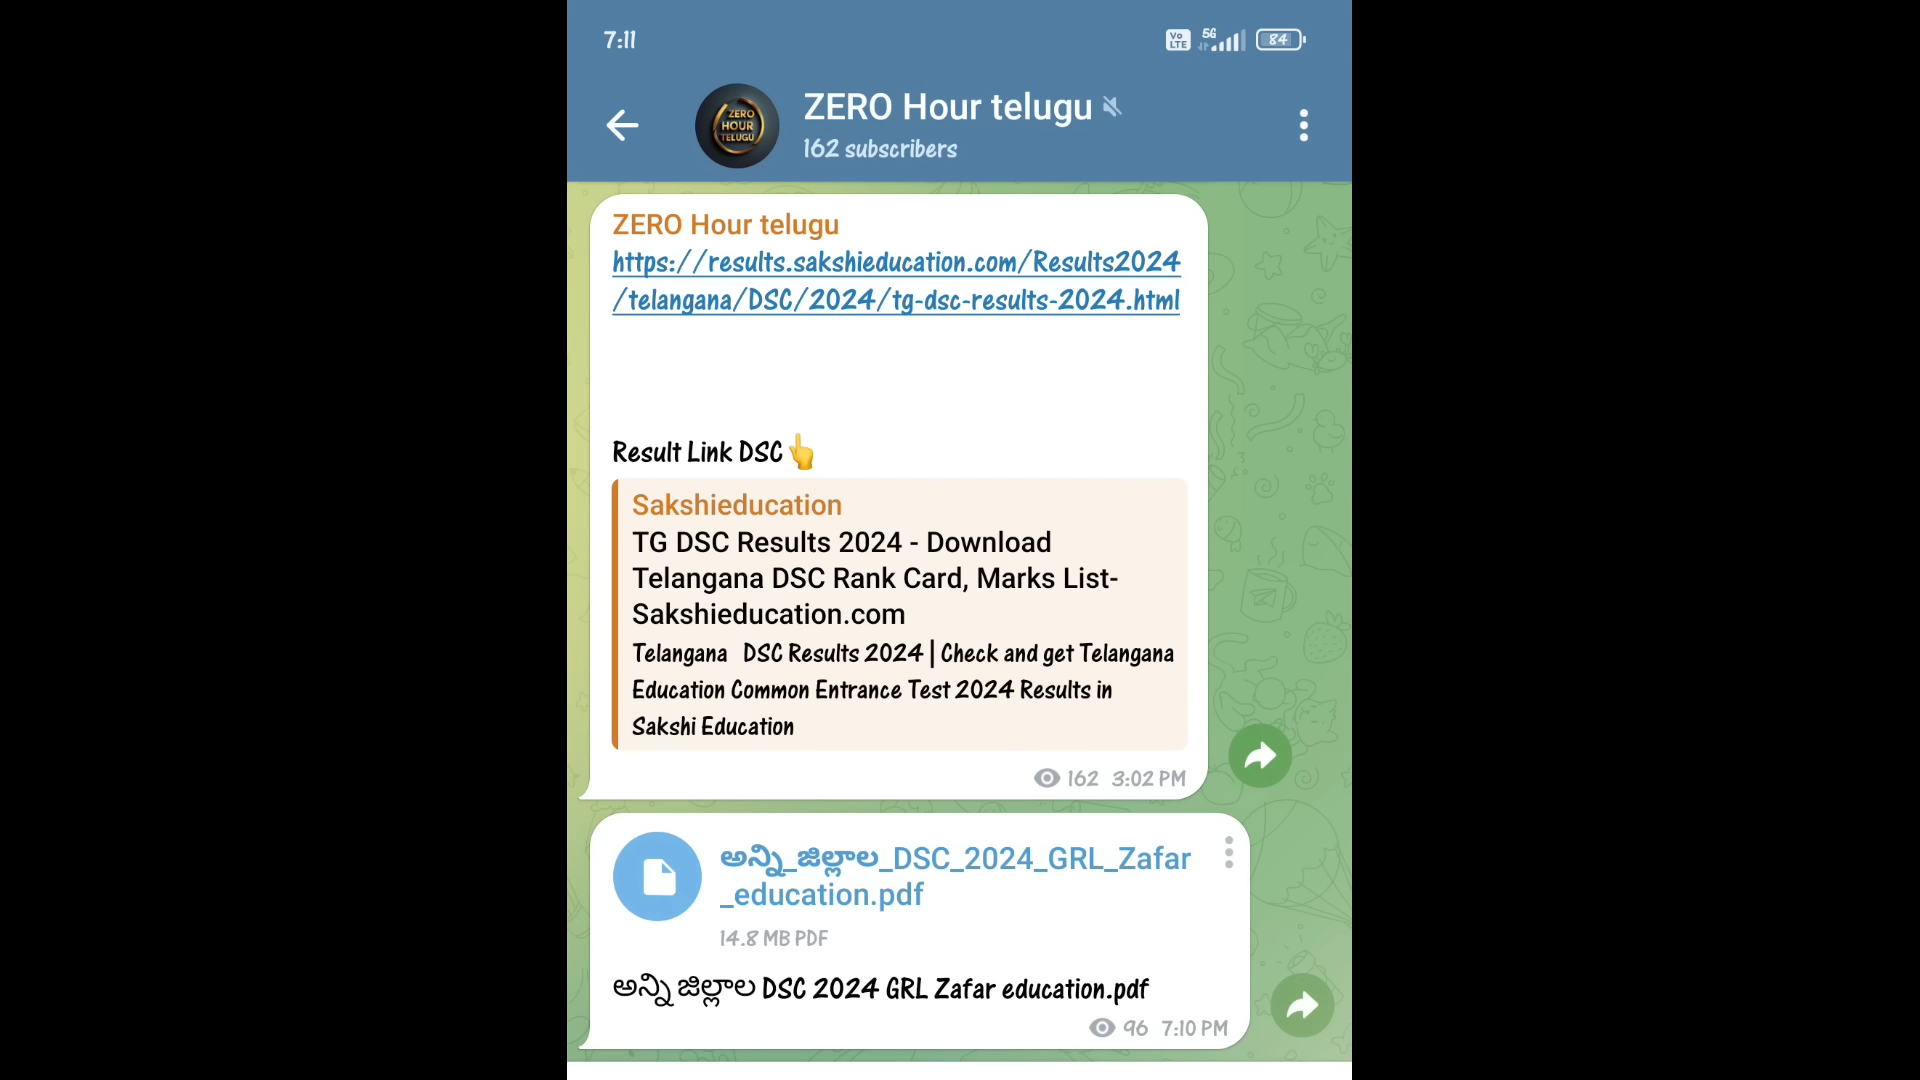 7:11
Vo LTE 5G 84
ZERO HOUR TELUGU
ZERO Hour telugu
162 subscribers
ZERO Hour telugu
https://results.sakshieducation.com/Results2024
/telangana/DSC/2024/tg-dsc-results-2024.html
Result Link DSC👆
Sakshieducation
TG DSC Results 2024 - Download
Telangana DSC Rank Card, Marks List-
Sakshieducation.com
Telangana DSC Results 2024 | Check and get Telangana
Education Common Entrance Test 2024 Results in
Sakshi Education
162 3:02 PM
అన్ని_జిల్లాల_DSC_2024_GRL_Zafar
_education.pdf
14.8 MB PDF
అన్ని జిల్లాల DSC 2024 GRL Zafar education.pdf
96 7:10 PM